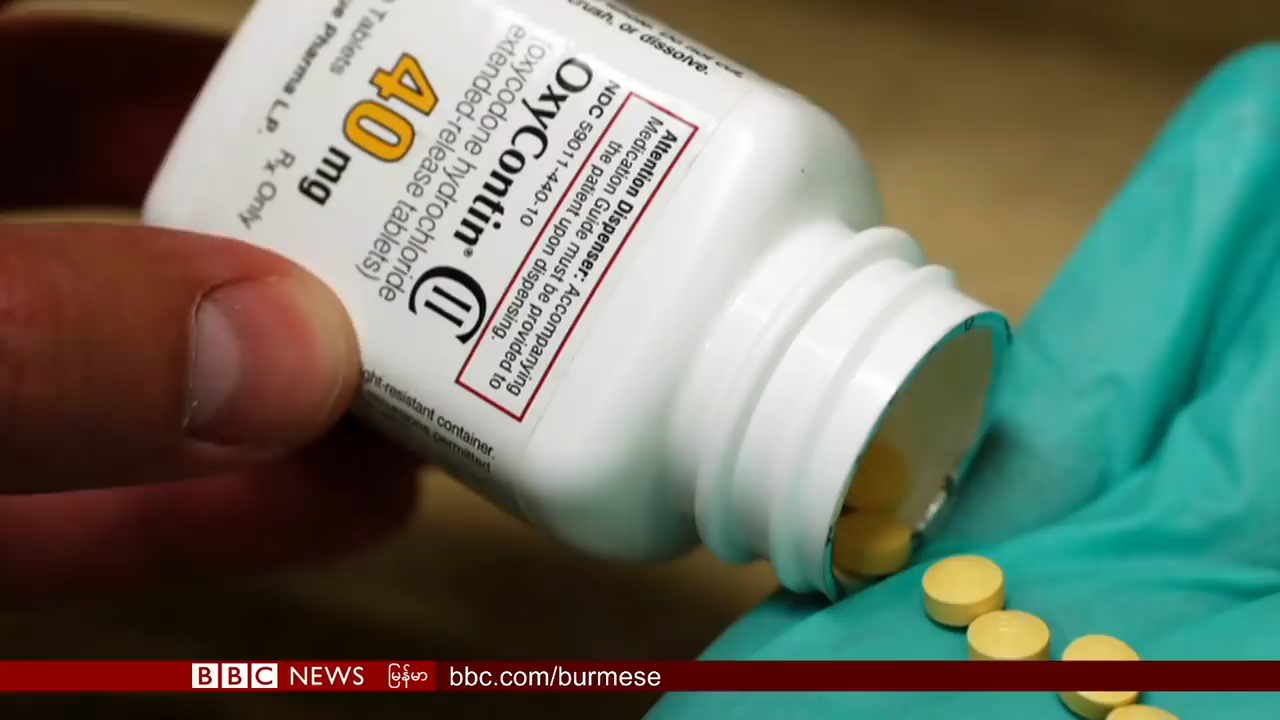 crush, or dissolve.
Attention Dispenser: Accompanying
Medication Guide must be provided to
the patient upon dispensing.
NDC 59011-440-10
OxyContin® CII
(oxycodone hydrochloride
extended-release tablets)
40 mg
Rx Only
Tablets
Pharma L.P.
container.
permitted.
BBC NEWS မြန်မာ bbc.com/burmese